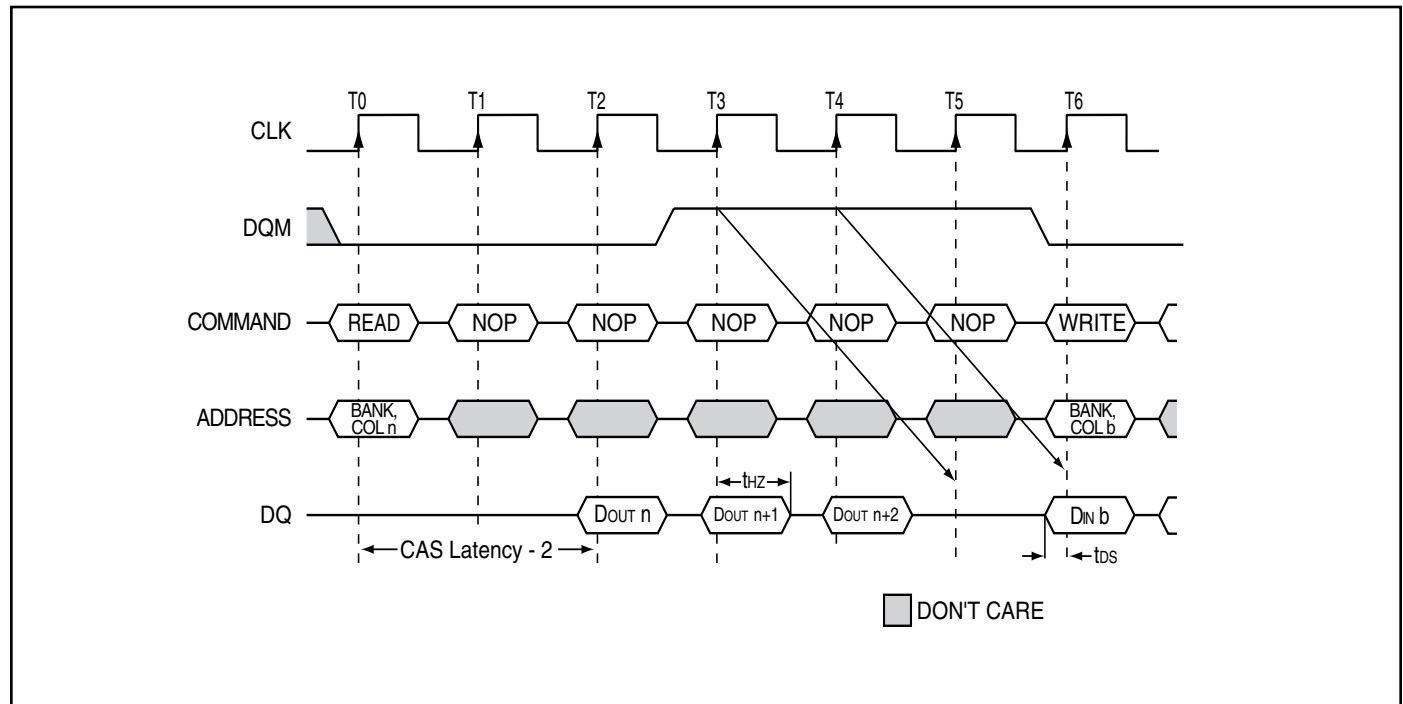 T0 T1 T2 T3 T4 T5 T6
CLK
DQM
COMMAND READ NOP NOP NOP NOP NOP WRITE
ADDRESS BANK, COL n BANK, COL b
tHZ
DQ DOUT n DOUT n+1 DOUT n+2 DIN b
CAS Latency - 2 tDS
DON'T CARE